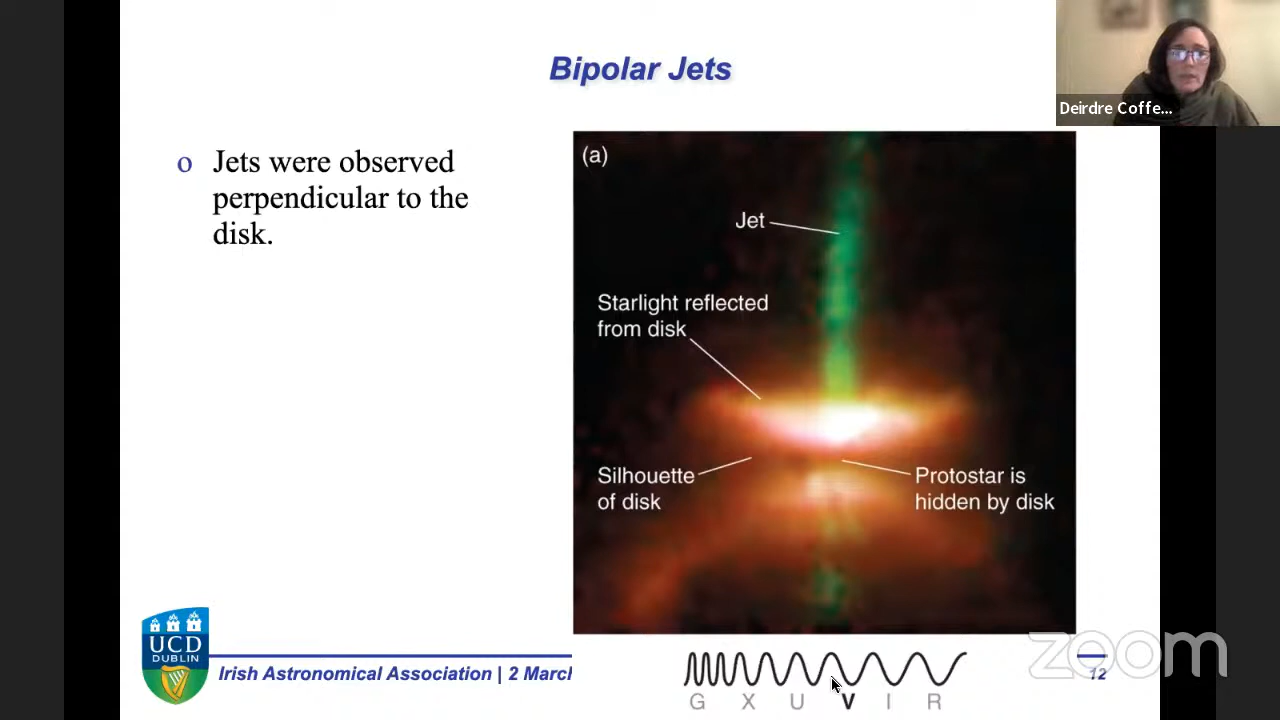 Bipolar Jets
Deirdre Coffe...
o Jets were observed
perpendicular to the
disk.
(a)
Jet
Starlight reflected
from disk
Silhouette
of disk
Protostar is
hidden by disk
UCD
DUBLIN
Irish Astronomical Association | 2 March
12
zoom
G X U V I R